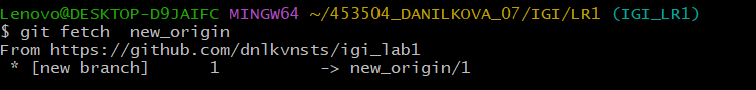 Lenovo@DESKTOP-D9JAIFC MINGW64 ~/453504_DANILKOVA_07/IGI/LR1 (IGI_LR1)
$ git fetch  new_origin
From https://github.com/dnlkvnsts/igi_lab1
 * [new branch]      1          -> new_origin/1